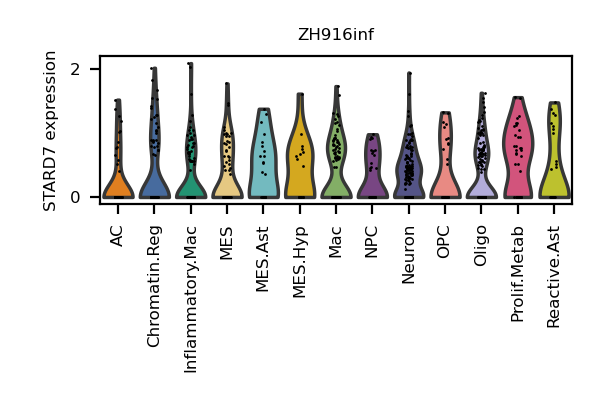 ZH916inf
STARD7 expression
2
0
AC
Chromatin.Reg
Inflammatory.Mac
MES
MES.Ast
MES.Hyp
Mac
NPC
Neuron
OPC
Oligo
Prolif.Metab
Reactive.Ast